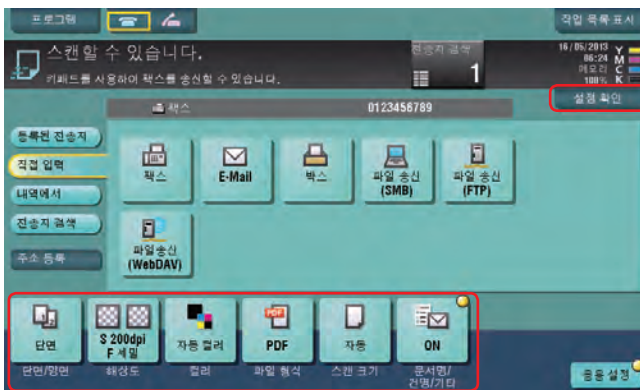 프로그램
작업 목록 표시
스캔할 수 있습니다.
키패드를 사용하여 팩스를 송신할 수 있습니다.
전송지 검색
1
16/05/2013
06:24
메모리
100%
Y
M
C
K
설정 확인
팩스 0123456789
등록된 전송지
직접 입력
내역에서
전송지 검색
주소 등록
팩스
E-Mail
박스
파일 송신
(SMB)
파일 송신
(FTP)
파일송신
(WebDAV)
단면
S 200dpi
F 세밀
자동 컬러
PDF
PDF
자동
ON
단면/양면
해상도
컬러
파일 형식
스캔 크기
문서명/
건명/기타
응용 설정